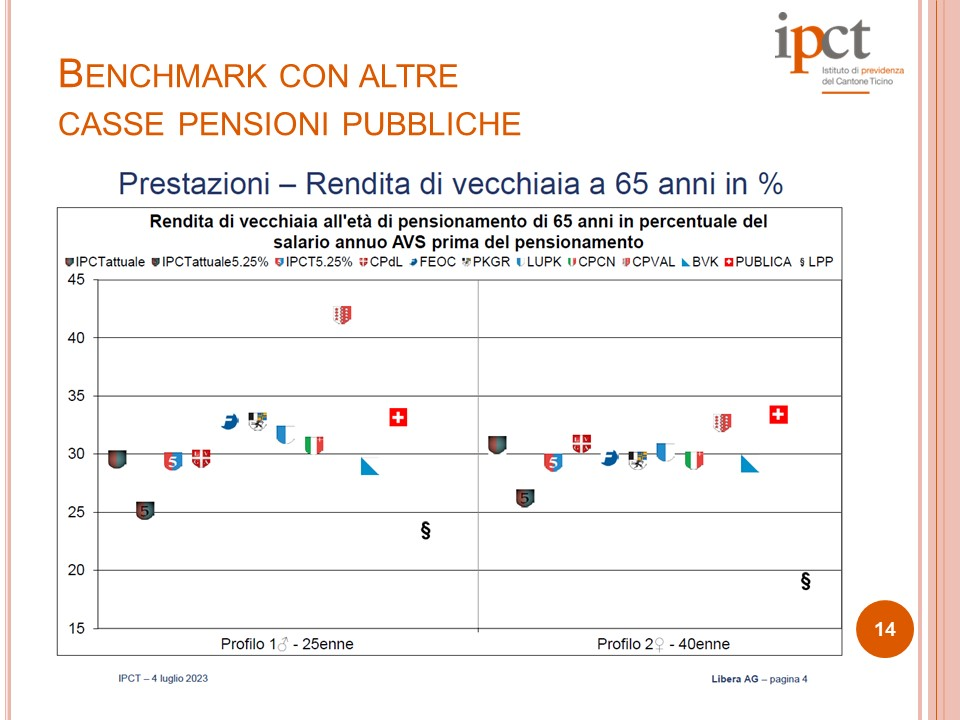 BENCHMARK CON ALTRE
CASSE PENSIONI PUBBLICHE
ipct
Istituto di previdenza
del Cantone Ticino
Prestazioni – Rendita di vecchiaia a 65 anni in %
Rendita di vecchiaia all'età di pensionamento di 65 anni in percentuale del
salario annuo AVS prima del pensionamento
IPCTattuale IPCTattuale5.25% IPCT5.25% CPdL FEOC PKGR LUPK CPCN CPVAL BVK PUBLICA § LPP
45
40
35
30
25
20
15
5
5
§
5
5
§
Profilo 1♂ - 25enne
Profilo 2♀ - 40enne
14
IPCT – 4 luglio 2023
Libera AG – pagina 4